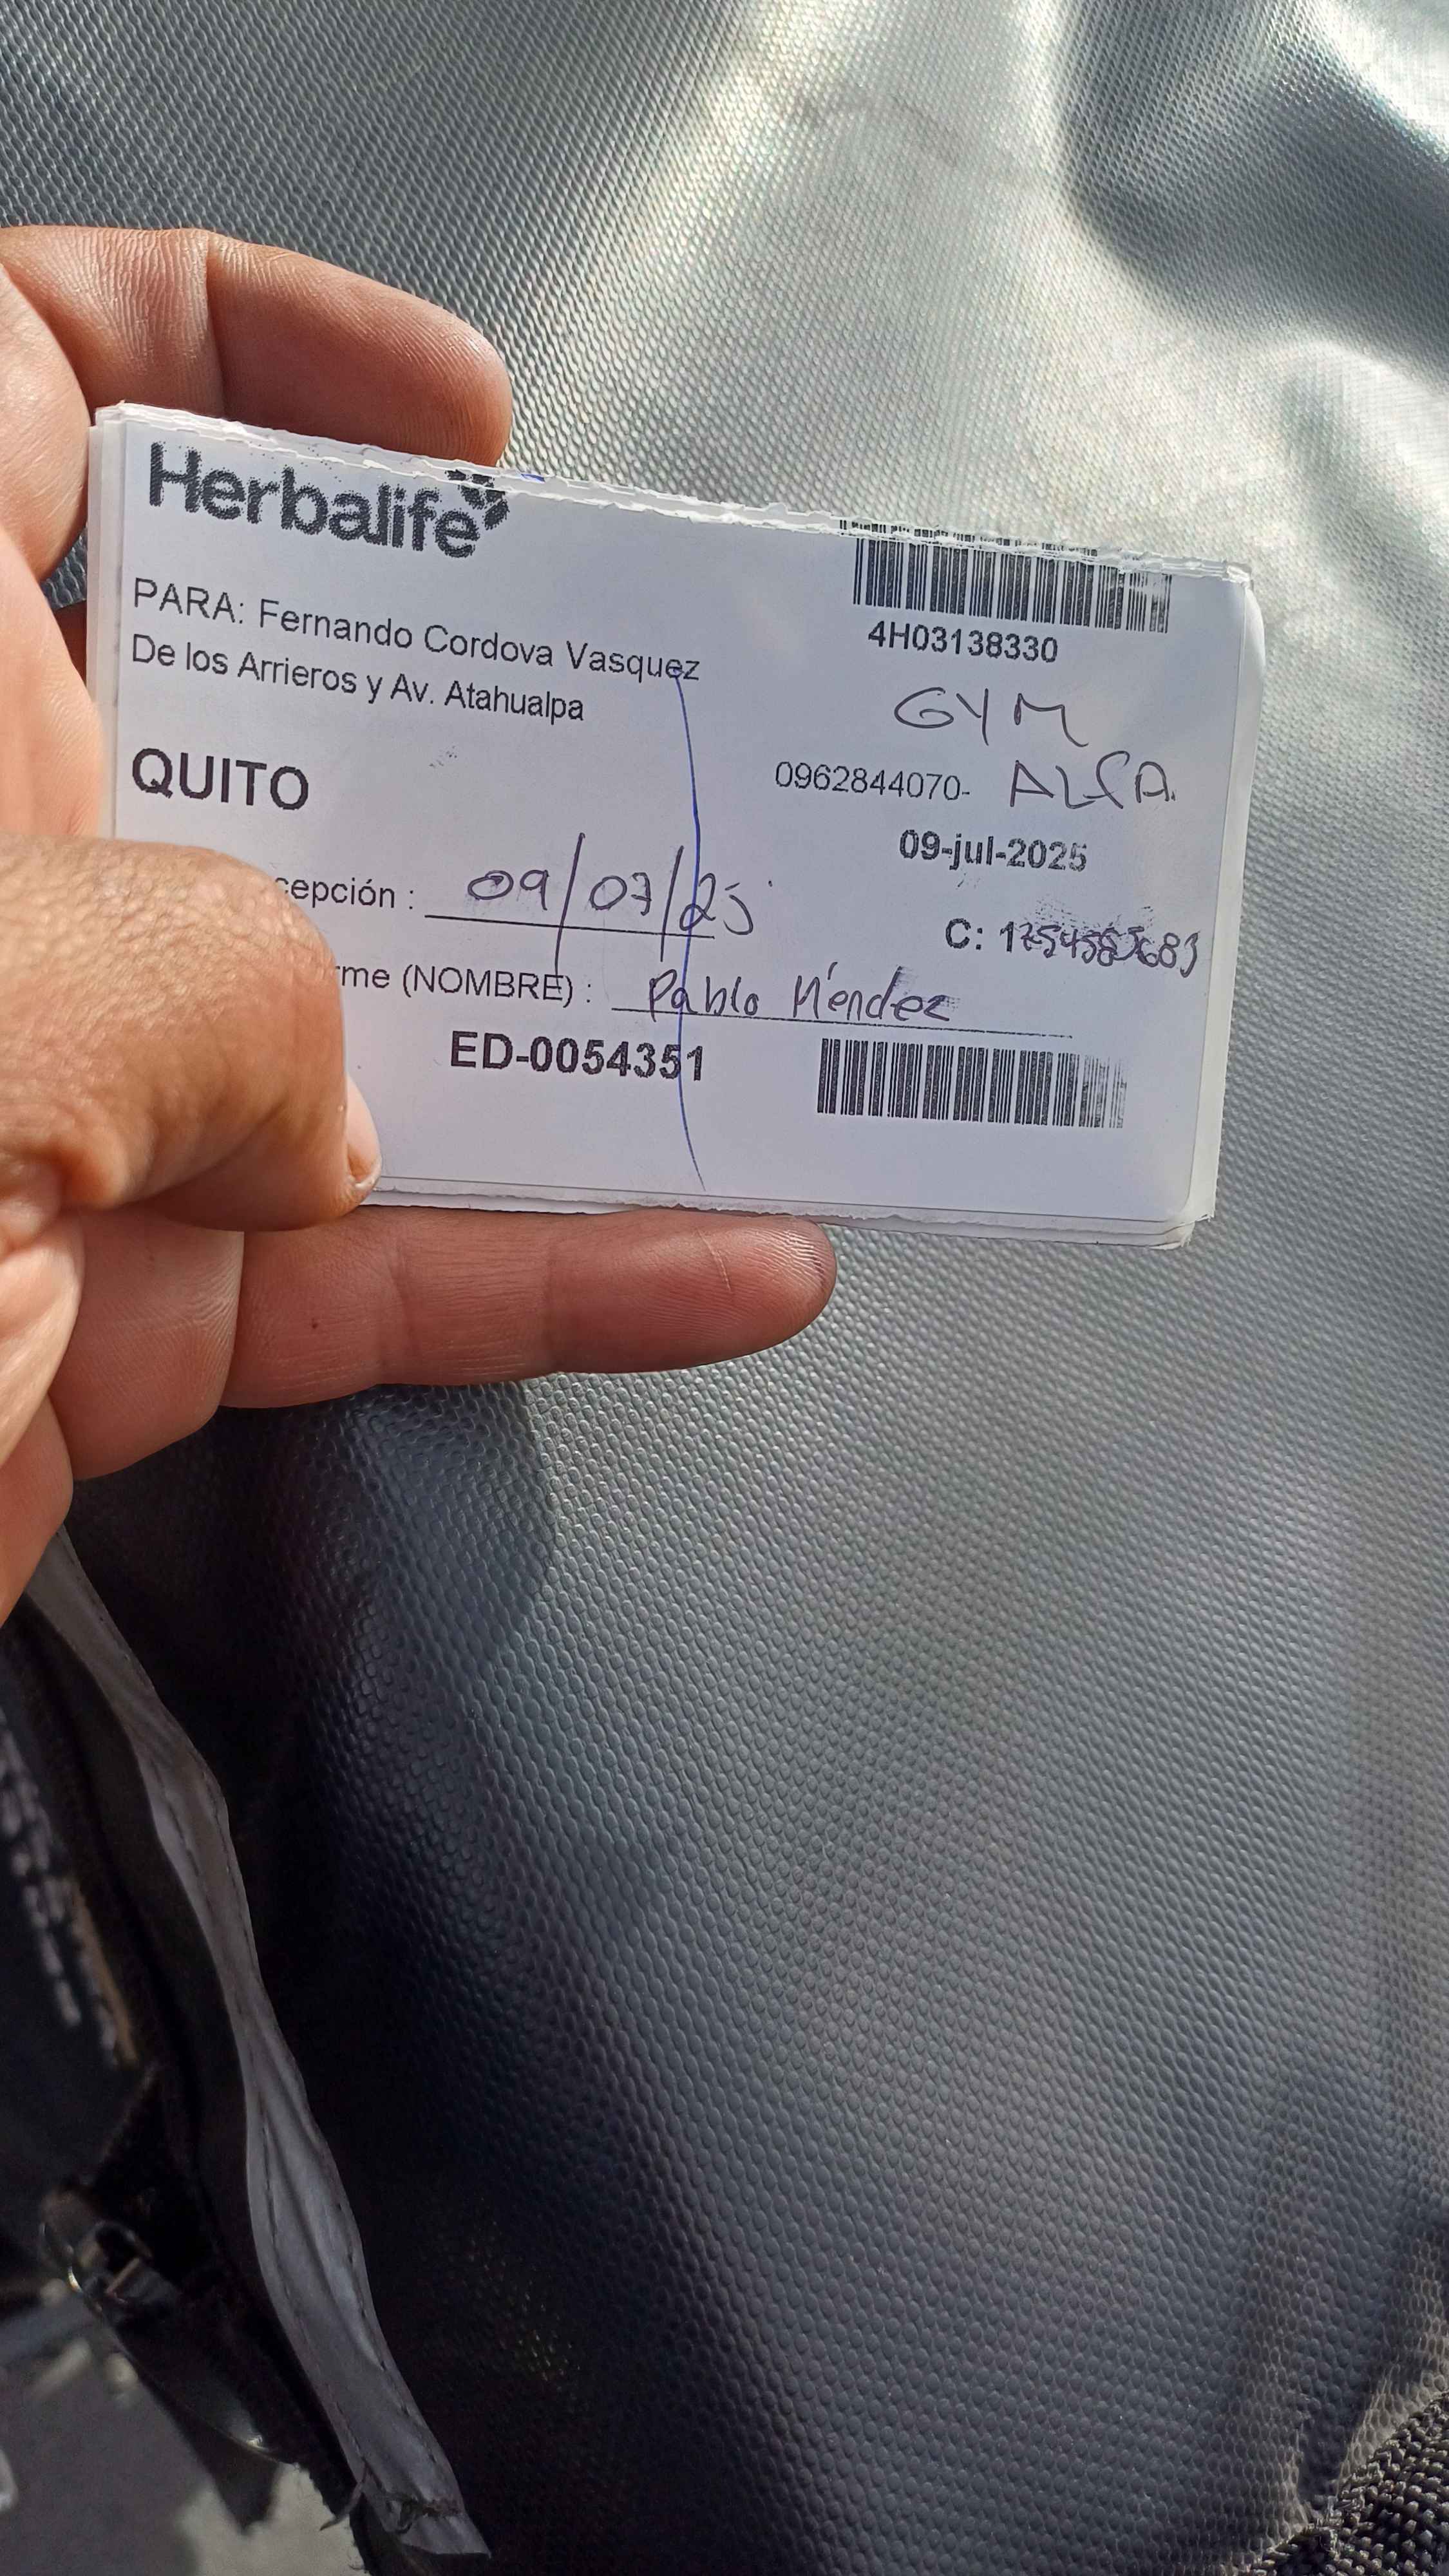 Herbalife
4H03138330
PARA: Fernando Cordova Vasquez
De los Arrieros y Av. Atahualpa
GYM
QUITO
0962844070- ALFA.
09-jul-2025
cepción : 09/07/25
C:
rme (NOMBRE) : Pablo Méndez
ED-0054351